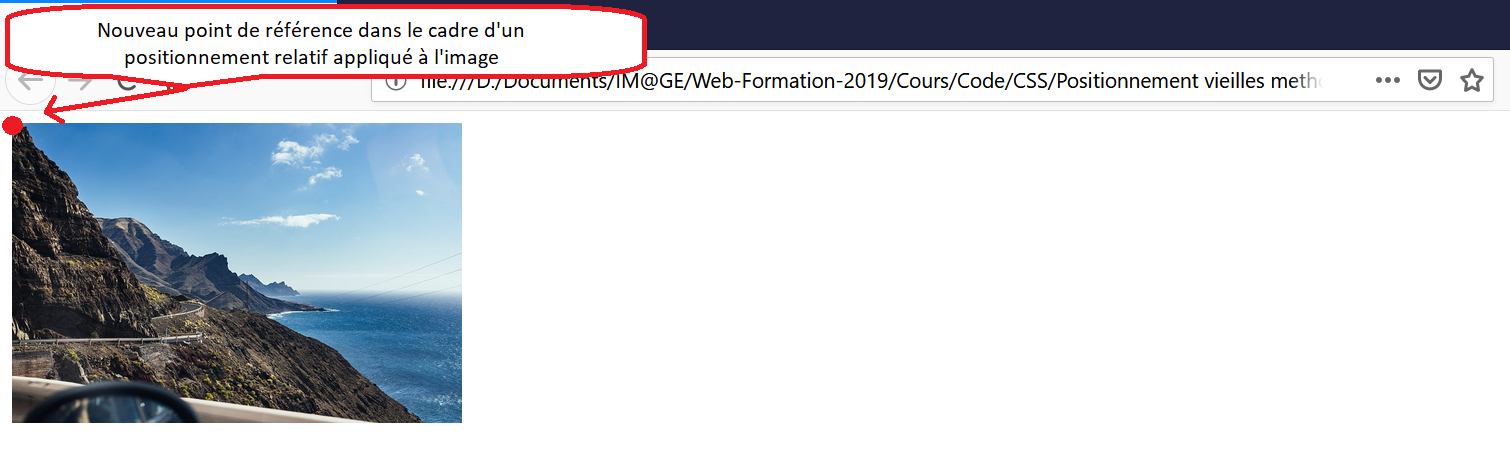 Nouveau point de référence dans le cadre d'un
positionnement relatif appliqué à l'image
file:///D:/Documents/IM@GE/Web-Formation-2019/Cours/Code/CSS/Positionnement vieilles meth